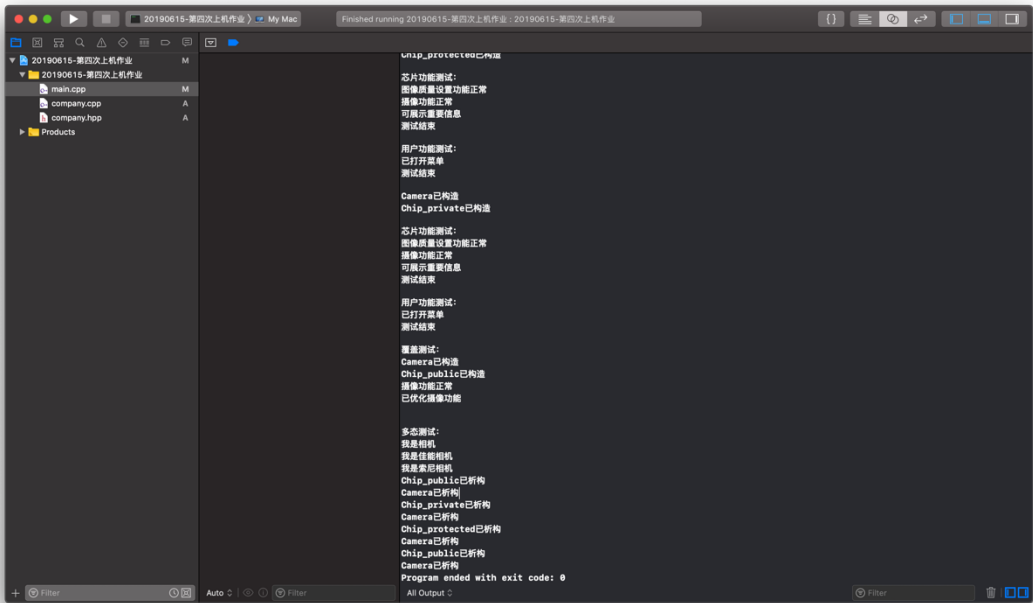 20190615-第四次上机作业 〉 My Mac
Finished running 20190615-第四次上机作业 : 20190615-第四次上机作业
20190615-第四次上机作业 M
20190615-第四次上机作业
main.cpp M
company.cpp A
company.hpp A
Products
Chip_protected已构造
芯片功能测试:
图像质量设置功能正常
摄像功能正常
可展示重要信息
测试结束
用户功能测试:
已打开菜单
测试结束
Camera已构造
Chip_private已构造
芯片功能测试:
图像质量设置功能正常
摄像功能正常
可展示重要信息
测试结束
用户功能测试:
已打开菜单
测试结束
覆盖测试:
Camera已构造
Chip_public已构造
摄像功能正常
已优化摄像功能
多态测试:
我是相机
我是佳能相机
我是索尼相机
Chip_public已析构
Camera已析构
Chip_private已析构
Camera已析构
Chip_protected已析构
Camera已析构
Chip_public已析构
Camera已析构
Program ended with exit code: 0
Filter
Auto
Filter
All Output
Filter